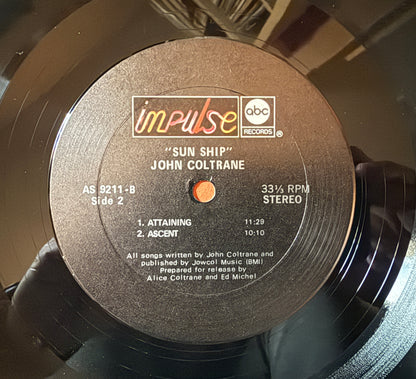 impulse
abc
RECORDS
®
"SUN SHIP"
JOHN COLTRANE
AS 9211-B
Side 2
33⅓ RPM
STEREO
1. ATTAINING 11:29
2. ASCENT 10:10
All songs written by John Coltrane and
published by Jowcol Music (BMI)
Prepared for release by
Alice Coltrane and Ed Michel